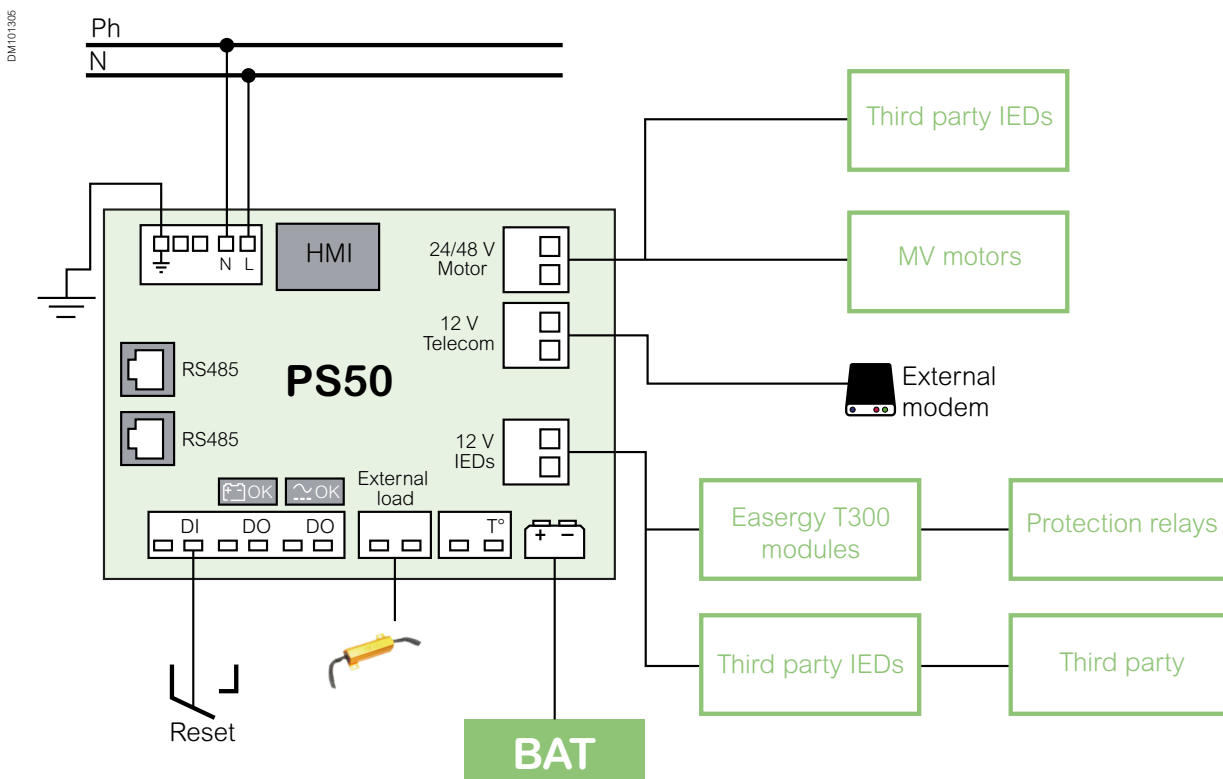 DM101305
Ph
N
N L
HMI
24/48 V
Motor
12 V
Telecom
RS485
PS50
RS485
12 V
IEDs
+ - OK
OK
External
load
DI
DO
DO
T°
+ −
Reset
BAT
Third party IEDs
MV motors
External
modem
Easergy T300
modules
Protection relays
Third party IEDs
Third party